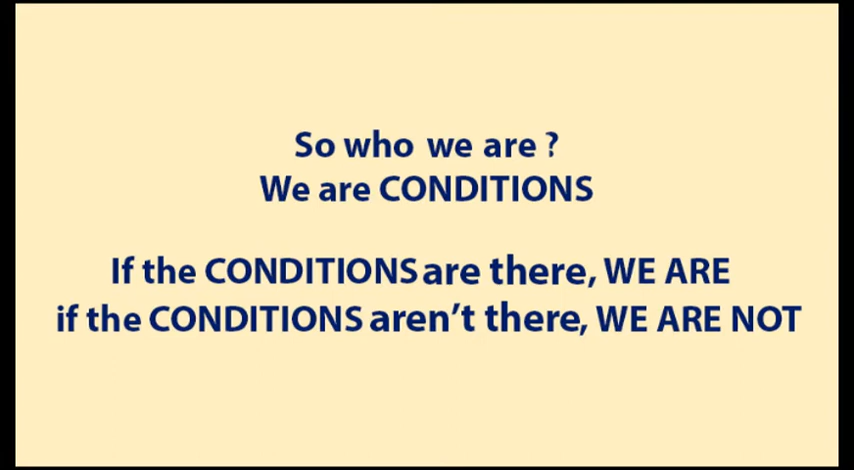 So who we are ?
We are CONDITIONS
If the CONDITIONS are there, WE ARE
if the CONDITIONS aren't there, WE ARE NOT